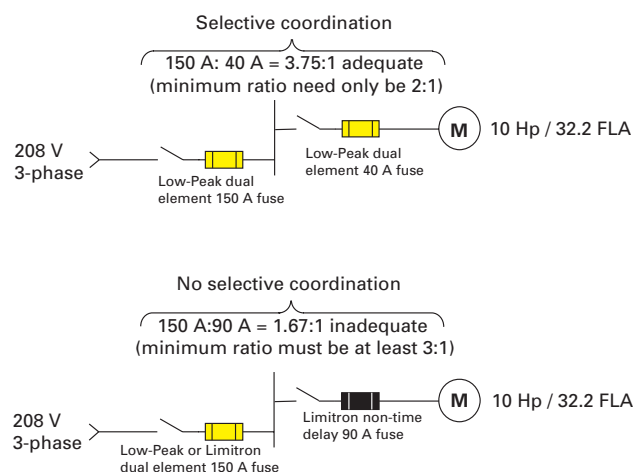 Selective coordination
150 A: 40 A = 3.75:1 adequate
(minimum ratio need only be 2:1)
M
10 Hp / 32.2 FLA
208 V
3-phase
Low-Peak dual
element 40 A fuse
Low-Peak dual
element 150 A fuse
No selective coordination
150 A:90 A = 1.67:1 inadequate
(minimum ratio must be at least 3:1)
M
10 Hp / 32.2 FLA
208 V
3-phase
Limitron non-time
delay 90 A fuse
Low-Peak or Limitron
dual element 150 A fuse